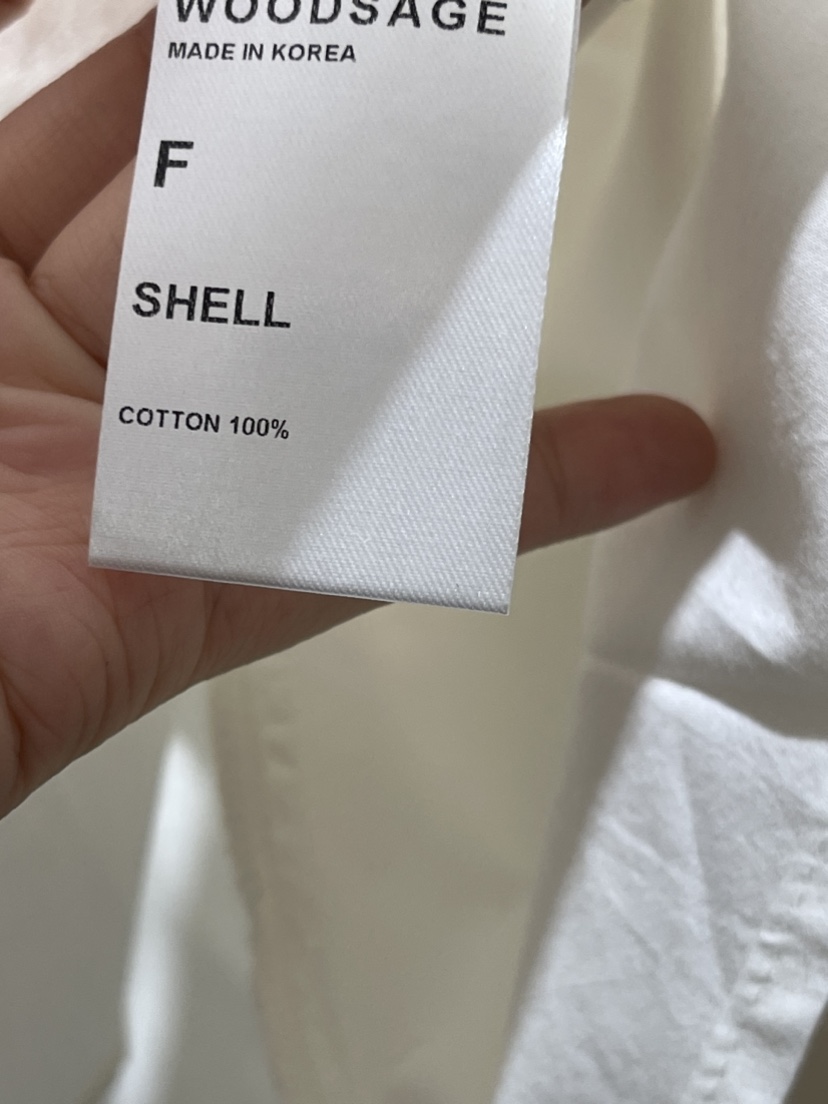 WOODSAGE
MADE IN KOREA
F
SHELL
COTTON 100%